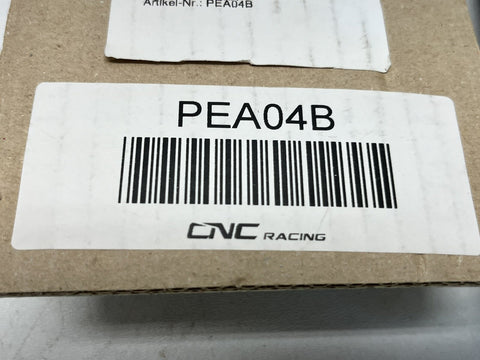 Artikel-Nr.: PEA04B
PEA04B
CNC RACING